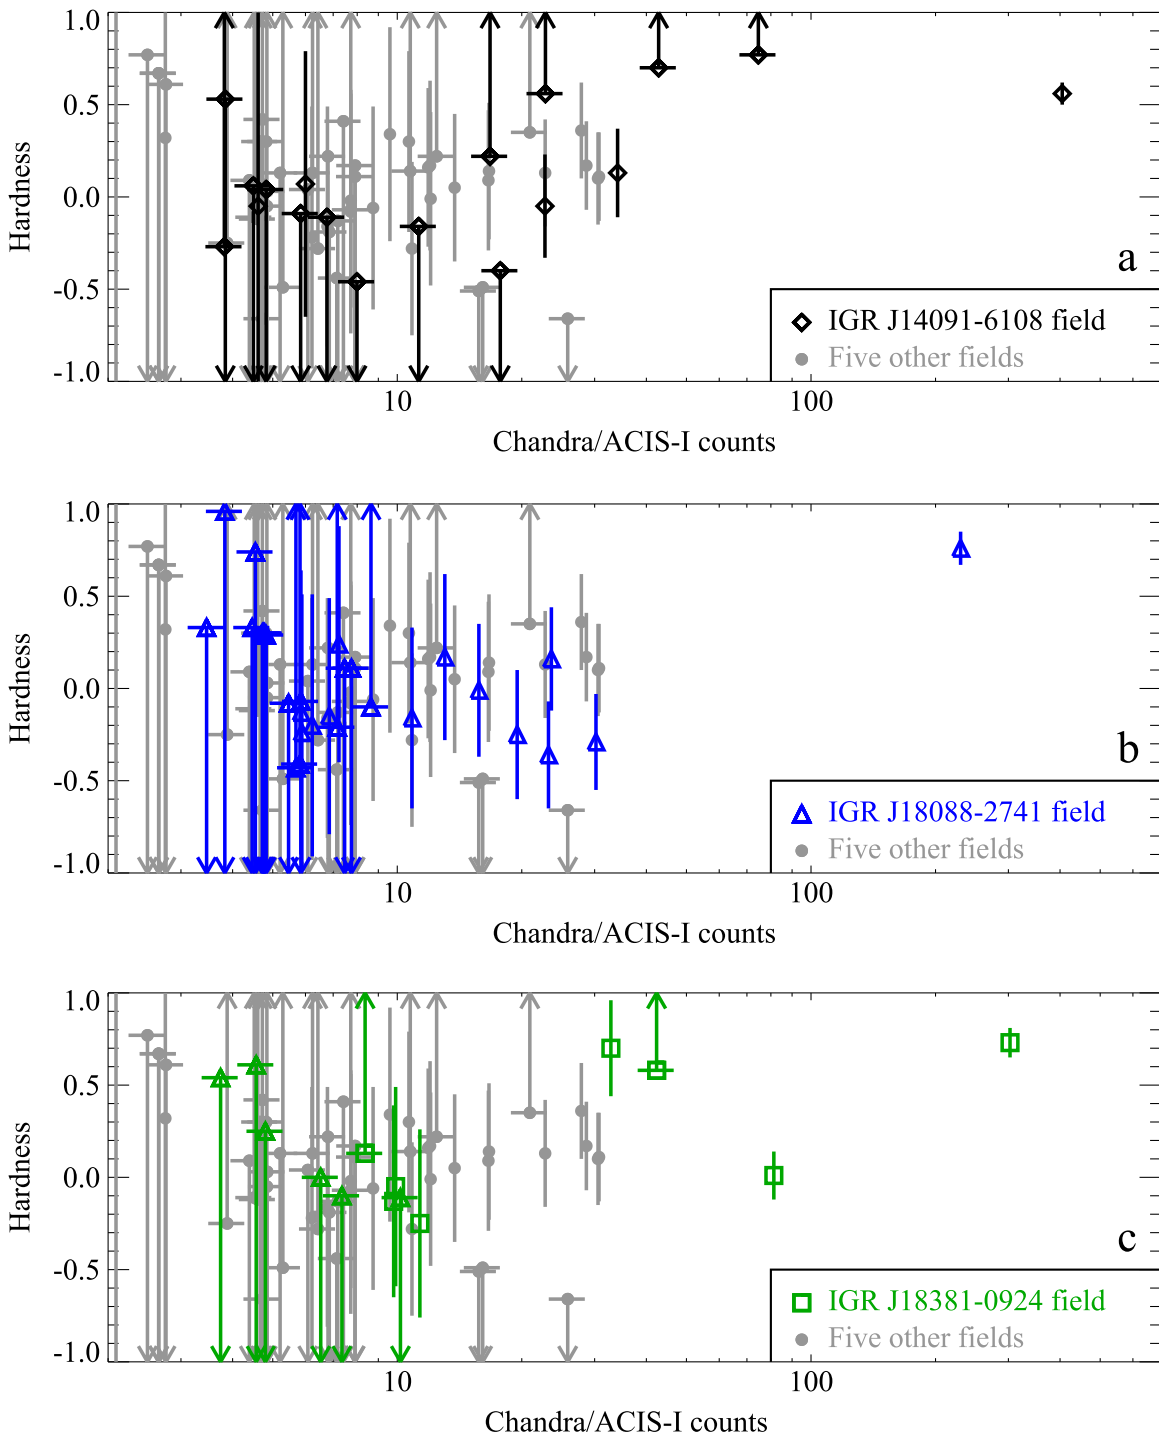 1.0
0.5
0.0
-0.5
-1.0
Hardness
a
IGR J14091-6108 field
Five other fields
10
100
Chandra/ACIS-I counts
1.0
0.5
0.0
-0.5
-1.0
Hardness
b
IGR J18088-2741 field
Five other fields
10
100
Chandra/ACIS-I counts
1.0
0.5
0.0
-0.5
-1.0
Hardness
c
IGR J18381-0924 field
Five other fields
10
100
Chandra/ACIS-I counts